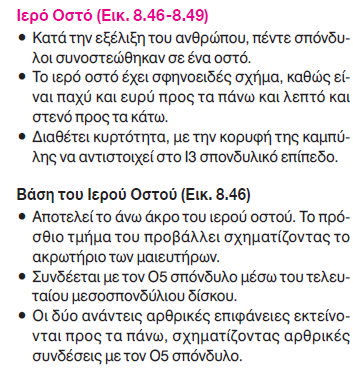 Ιερό Οστό (Εικ. 8.46-8.49)
• Κατά την εξέλιξη του ανθρώπου, πέντε σπόνδυ-
λοι συνοστεώθηκαν σε ένα οστό.
• Το ιερό οστό έχει σφηνοειδές σχήμα, καθώς εί-
ναι παχύ και ευρύ προς τα πάνω και λεπτό και
στενό προς τα κάτω.
• Διαθέτει κυρτότητα, με την κορυφή της καμπύ-
λης να αντιστοιχεί στο Ι3 σπονδυλικό επίπεδο.
Βάση του Ιερού Οστού (Εικ. 8.46)
• Αποτελεί το άνω άκρο του ιερού οστού. Το πρό-
σθιο τμήμα του προβάλλει σχηματίζοντας το
ακρωτήριο των μαιευτήρων.
• Συνδέεται με τον Ο5 σπόνδυλο μέσω του τελευ-
ταίου μεσοσπονδύλιου δίσκου.
• Οι δύο ανάντεις αρθρικές επιφάνειες εκτείνο-
νται προς τα πάνω, σχηματίζοντας αρθρικές
συνδέσεις με τον Ο5 σπόνδυλο.